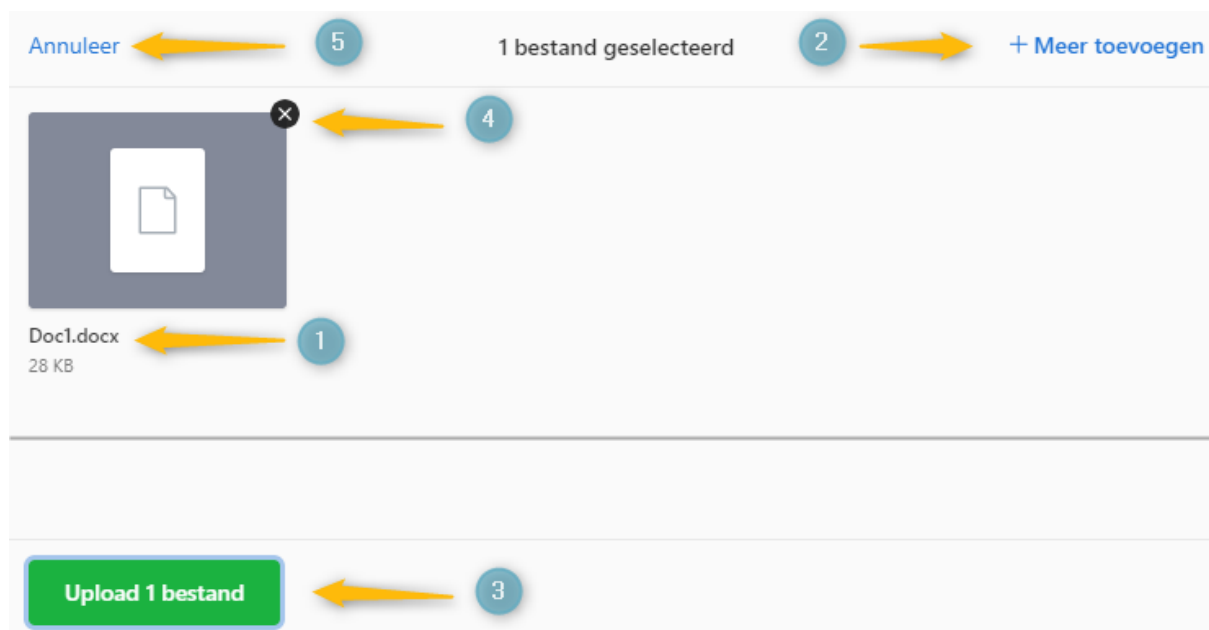 Annuleer 5 1 bestand geselecteerd 2 + Meer toevoegen
4
Doc1.docx 1
28 KB
Upload 1 bestand 3